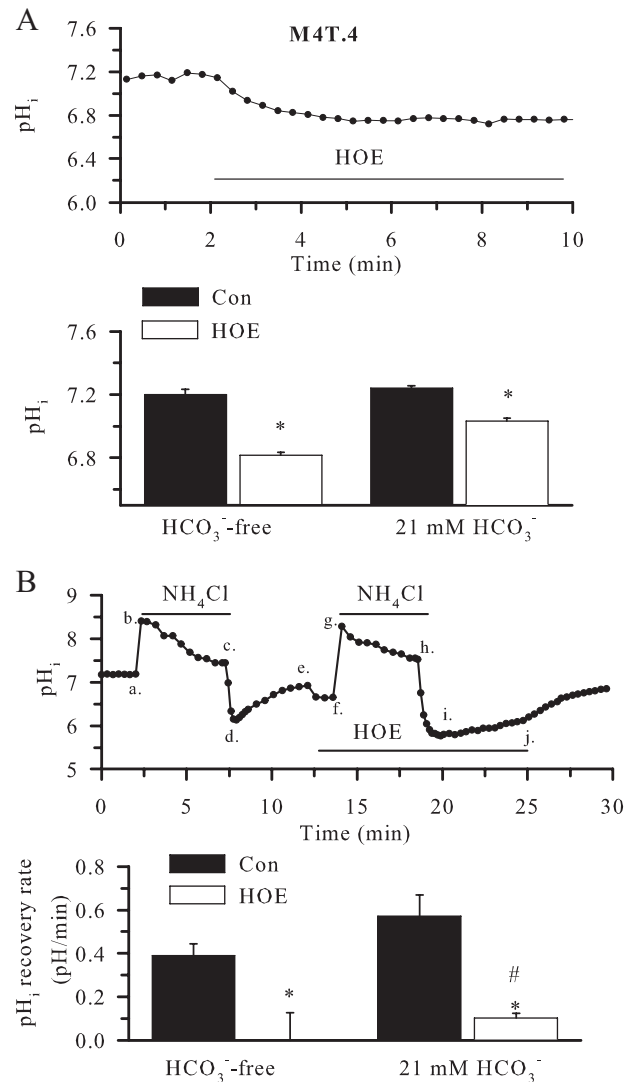 A
M4T.4
7.6
7.2
6.8
6.4
6.0
pHᵢ
HOE
0 2 4 6 8 10
Time (min)
Con
HOE
7.6
7.2
6.8
pHᵢ
*
*
HCO₃⁻-free 21 mM HCO₃⁻
B
NH₄Cl NH₄Cl
9
8
7
6
5
pHᵢ
a.
b.
c.
d.
e.
f.
g.
h.
i.
j.
HOE
0 5 10 15 20 25 30
Time (min)
Con
HOE
0.8
0.6
0.4
0.2
0.0
pHᵢ recovery rate
(pH/min)
*
#
*
HCO₃⁻-free 21 mM HCO₃⁻